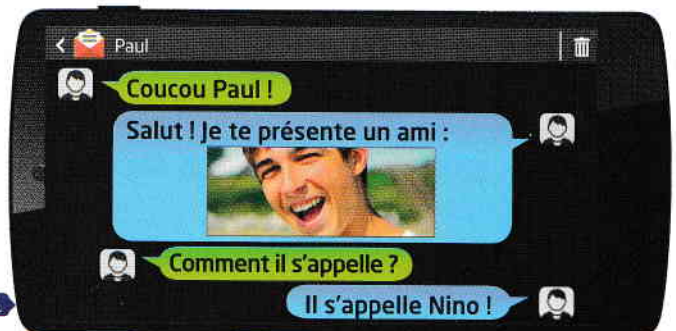 Paul
Coucou Paul !
Salut ! Je te présente un ami :
Comment il s'appelle ?
Il s'appelle Nino !